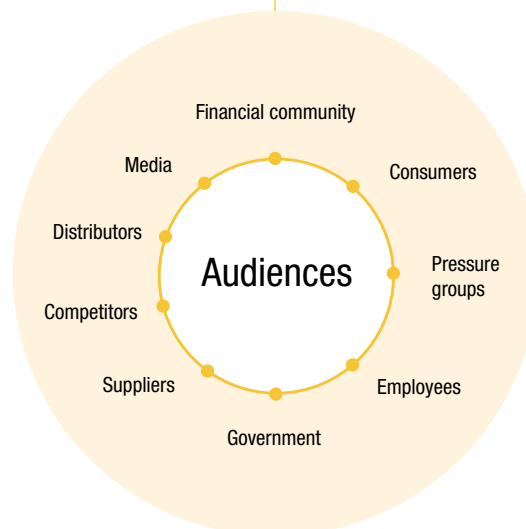 Financial community
Media
Consumers
Distributors
Audiences
Pressure
groups
Competitors
Suppliers
Employees
Government